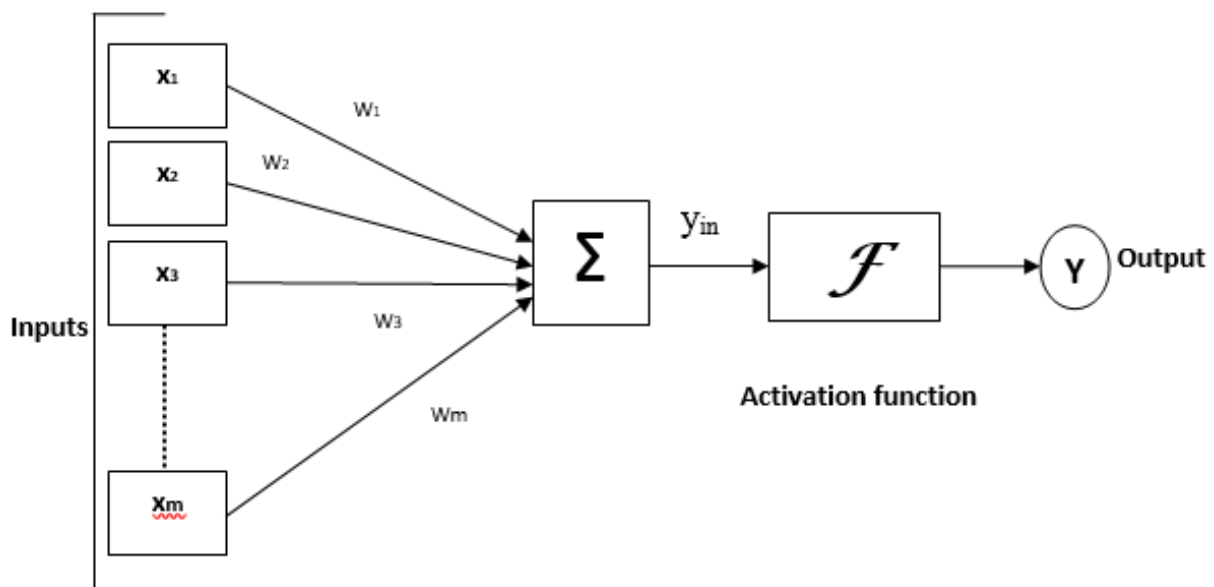 x₁
W₁
W₂
x₂
x₃
W₃
Inputs
Wm
xm
Σ
yin
ℱ
Y
Output
Activation function